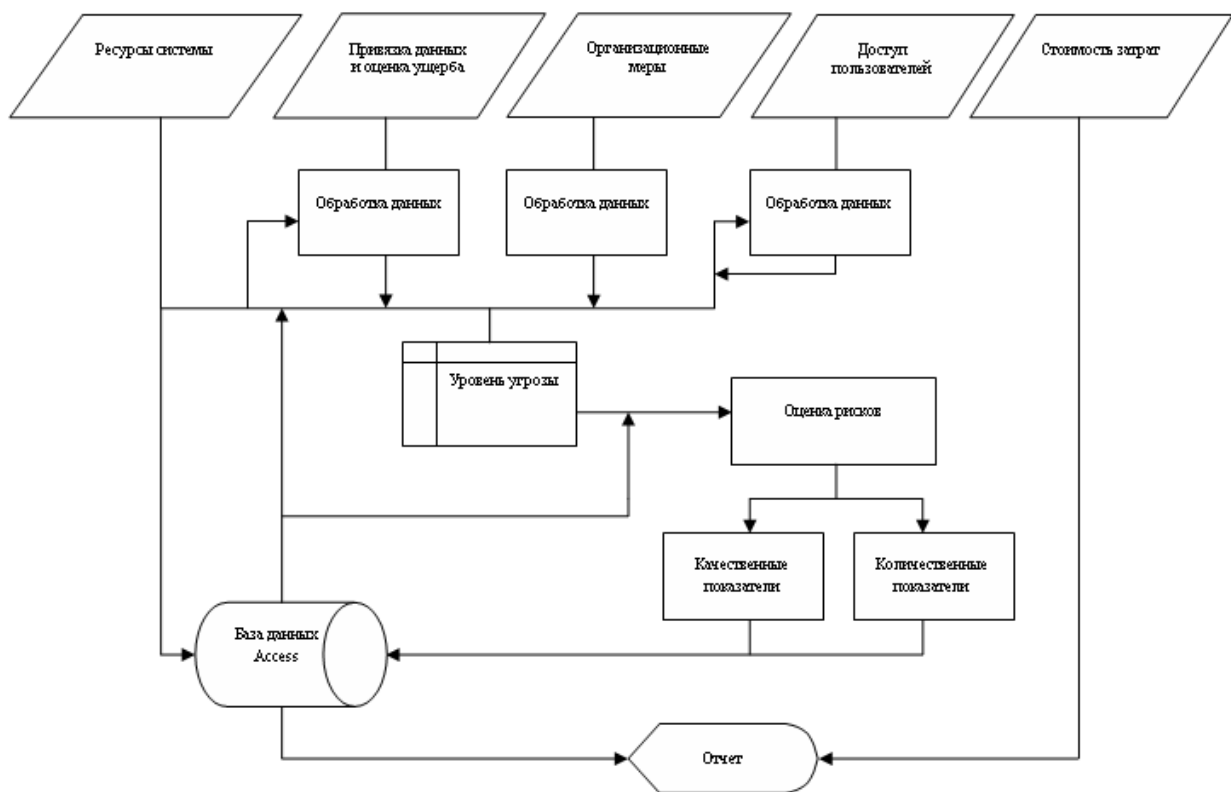 Ресурсы системы
Привязка данных
и оценка ущерба
Организационные
меры
Доступ
пользователей
Стоимость затрат
Обработка данных
Обработка данных
Обработка данных
Уровень угрозы
Оценка рисков
Качественные
показатели
Количественные
показатели
База данных
Access
Отчет